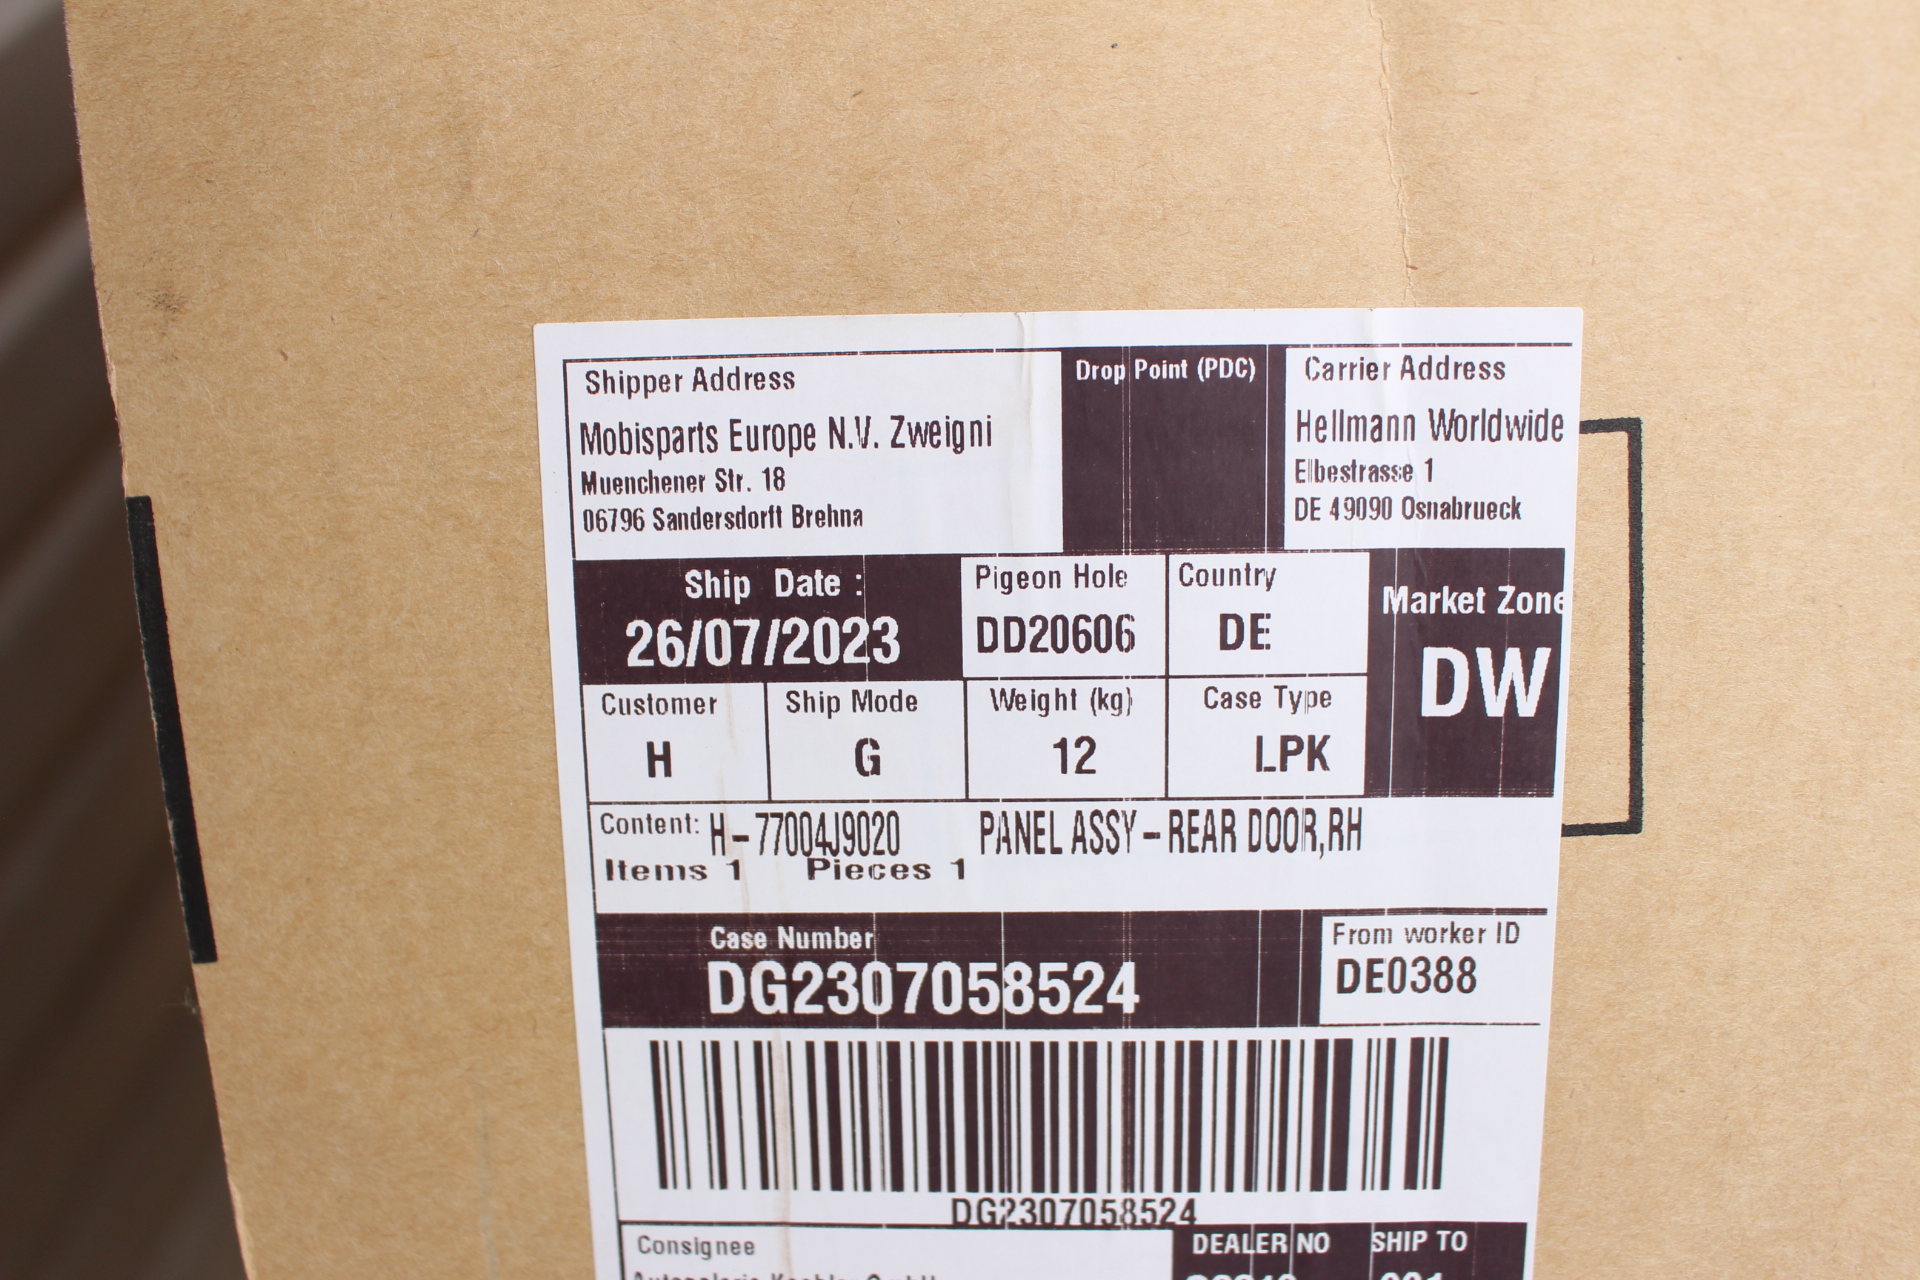 Shipper Address
Mobisparts Europe N.V. Zweigni
Muenchener Str. 18
06796 Sandersdorft Brehna
Drop Point (PDC)
Carrier Address
Hellmann Worldwide
Elbestrasse 1
DE 49090 Osnabrueck
Ship Date :
26/07/2023
Pigeon Hole
DD20606
Country
DE
Market Zone
DW
Customer
H
Ship Mode
G
Weight (kg)
12
Case Type
LPK
Content: H-77004J9020 PANEL ASSY-REAR DOOR,RH
Items 1 Pieces 1
Case Number
DG2307058524
From worker ID
DE0388
DG2307058524
Consignee
DEALER NO
SHIP TO